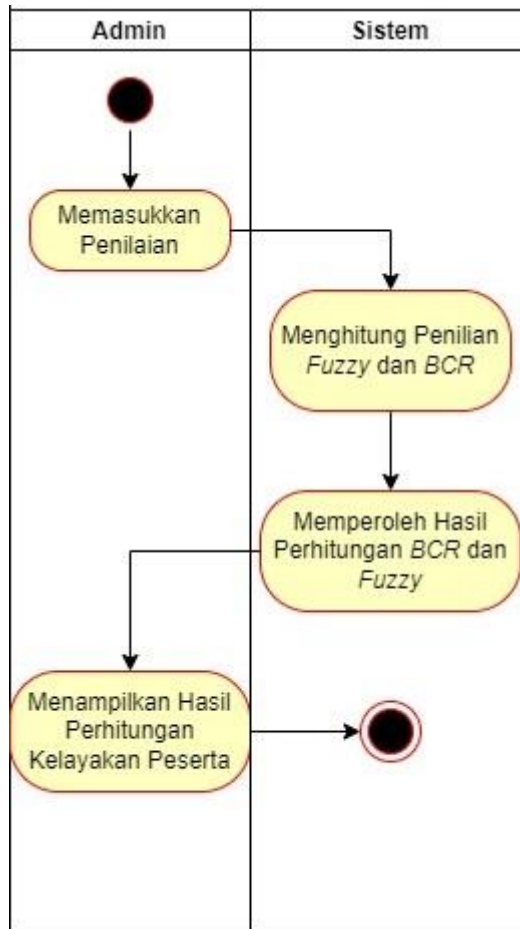 Admin
Sistem
Memasukkan
Penilaian
Menghitung Penilian
Fuzzy dan BCR
Memperoleh Hasil
Perhitungan BCR dan
Fuzzy
Menampilkan Hasil
Perhitungan
Kelayakan Peserta